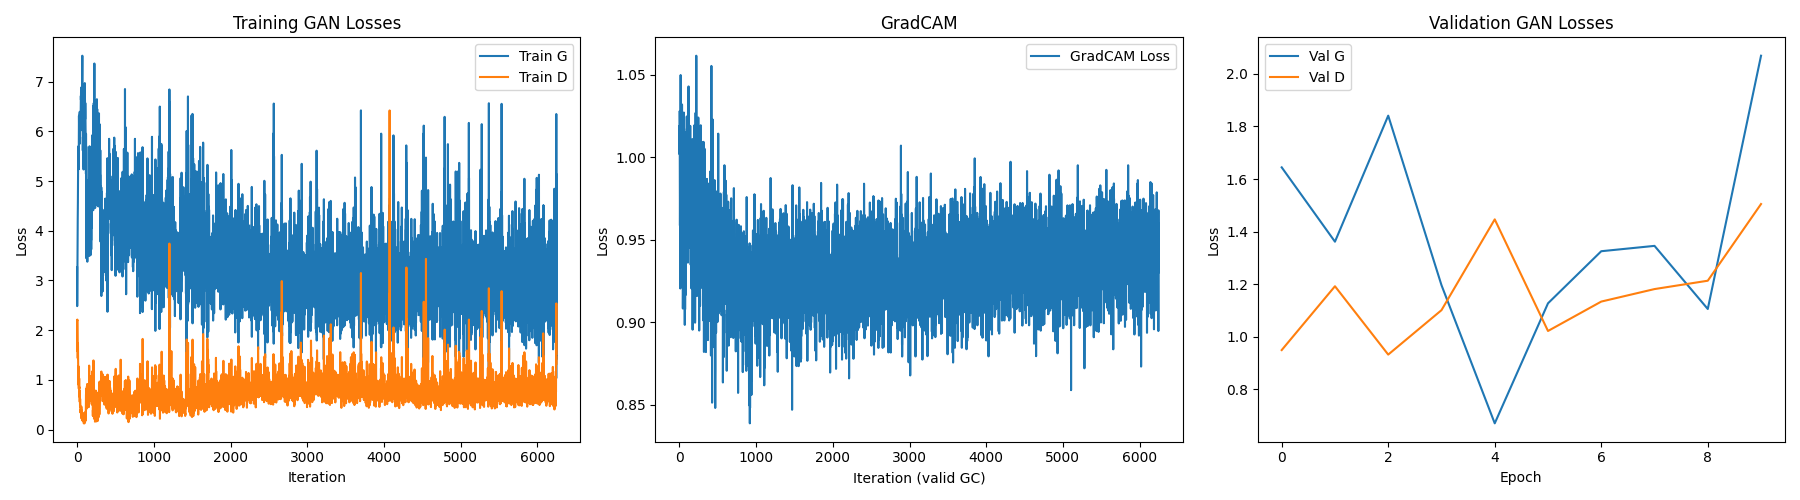 Training GAN Losses
Train G
Train D
7
6
5
4
3
2
1
0
Loss
0 1000 2000 3000 4000 5000 6000
Iteration
GradCAM
GradCAM Loss
1.05
1.00
0.95
0.90
0.85
Loss
0 1000 2000 3000 4000 5000 6000
Iteration (valid GC)
Validation GAN Losses
Val G
Val D
2.0
1.8
1.6
1.4
1.2
1.0
0.8
Loss
0 2 4 6 8
Epoch